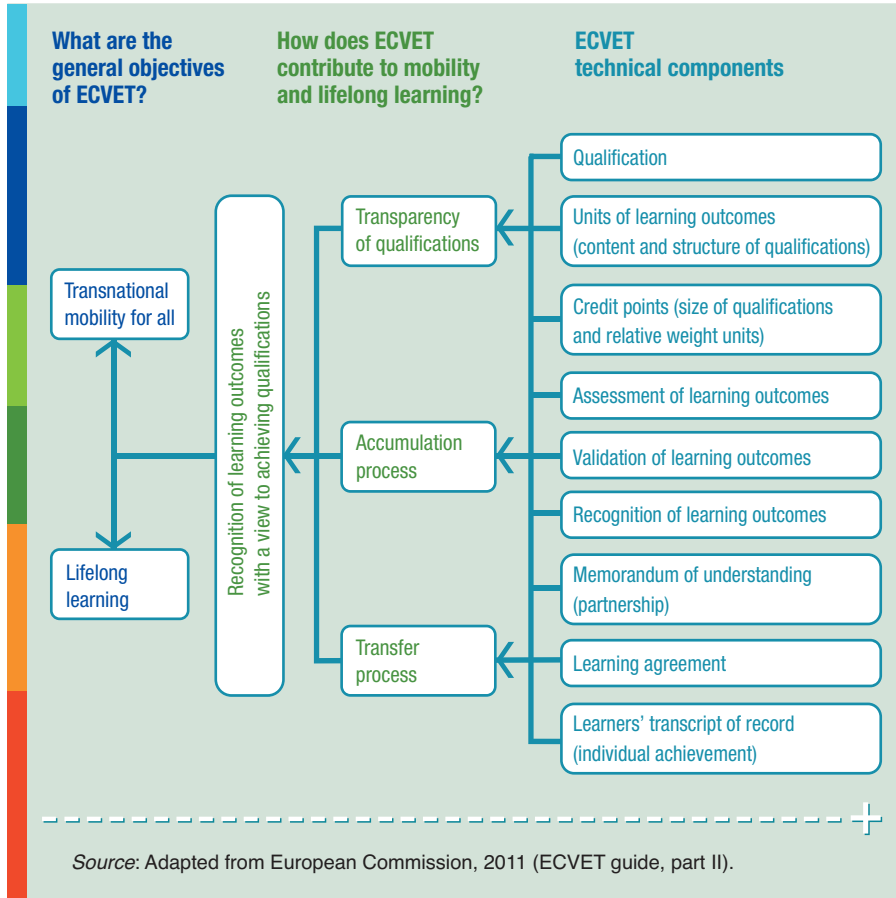 What are the
general objectives
of ECVET?
How does ECVET
contribute to mobility
and lifelong learning?
ECVET
technical components
Transnational
mobility for all
Lifelong
learning
Recognition of learning outcomes
with a view to achieving qualifications
Transparency
of qualifications
Accumulation
process
Transfer
process
Qualification
Units of learning outcomes
(content and structure of qualifications)
Credit points (size of qualifications
and relative weight units)
Assessment of learning outcomes
Validation of learning outcomes
Recognition of learning outcomes
Memorandum of understanding
(partnership)
Learning agreement
Learners’ transcript of record
(individual achievement)
Source: Adapted from European Commission, 2011 (ECVET guide, part II).